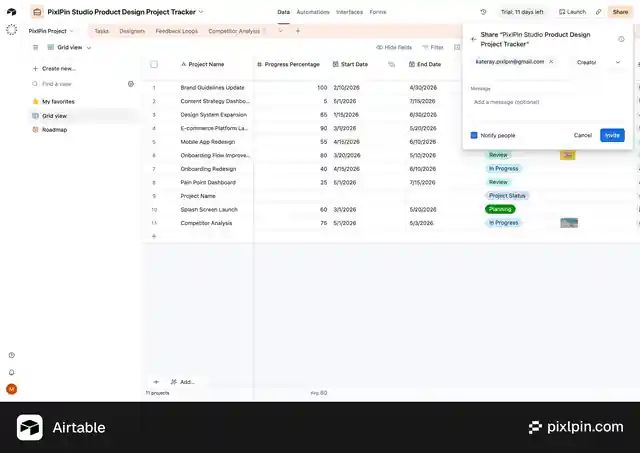 PixlPin Studio Product Design Project Tracker
Data Automations Interfaces Forms
Trial: 11 days left Launch Share
PixlPin Project Tasks Designers Feedback Loops Competitor Analysis
Grid view
Hide fields Filter
Create new...
Find a view
My favorites
Grid view
Roadmap
Project Name Progress Percentage Start Date End Date
1 Brand Guidelines Update 100 2/10/2026 4/30/2026
2 Content Strategy Dashbo... 5 5/1/2026 7/15/2026
3 Design System Expansion 65 1/15/2026 6/30/2026
4 E-commerce Platform La... 90 3/1/2026 5/20/2026
5 Mobile App Redesign 55 4/15/2026 6/10/2026
6 Onboarding Flow Improve... 80 3/20/2026 5/10/2026 Review
7 Onboarding Redesign 40 4/15/2026 6/10/2026 In Progress
8 Pain Point Dashboard 25 5/1/2026 7/15/2026 Review
9 Project Name Project Status
10 Splash Screen Launch 60 3/1/2026 5/20/2026 Planning
11 Competitor Analysis 75 5/1/2026 5/3/2026 In Progress
Share "PixlPin Studio Product Design
Project Tracker"
kateray.pixlpin@gmail.com Creator
Message
Add a message (optional)
Notify people Cancel Invite
Add...
11 projects Avg 60
M
Airtable
pixlpin.com